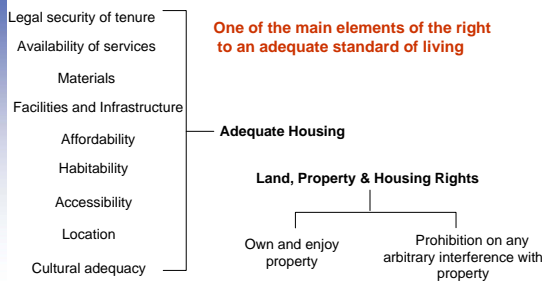 Legal security of tenure
Availability of services
Materials
Facilities and Infrastructure
Affordability
Habitability
Accessibility
Location
Cultural adequacy
One of the main elements of the right
to an adequate standard of living
Adequate Housing
Land, Property & Housing Rights
Own and enjoy
property
Prohibition on any
arbitrary interference with
property